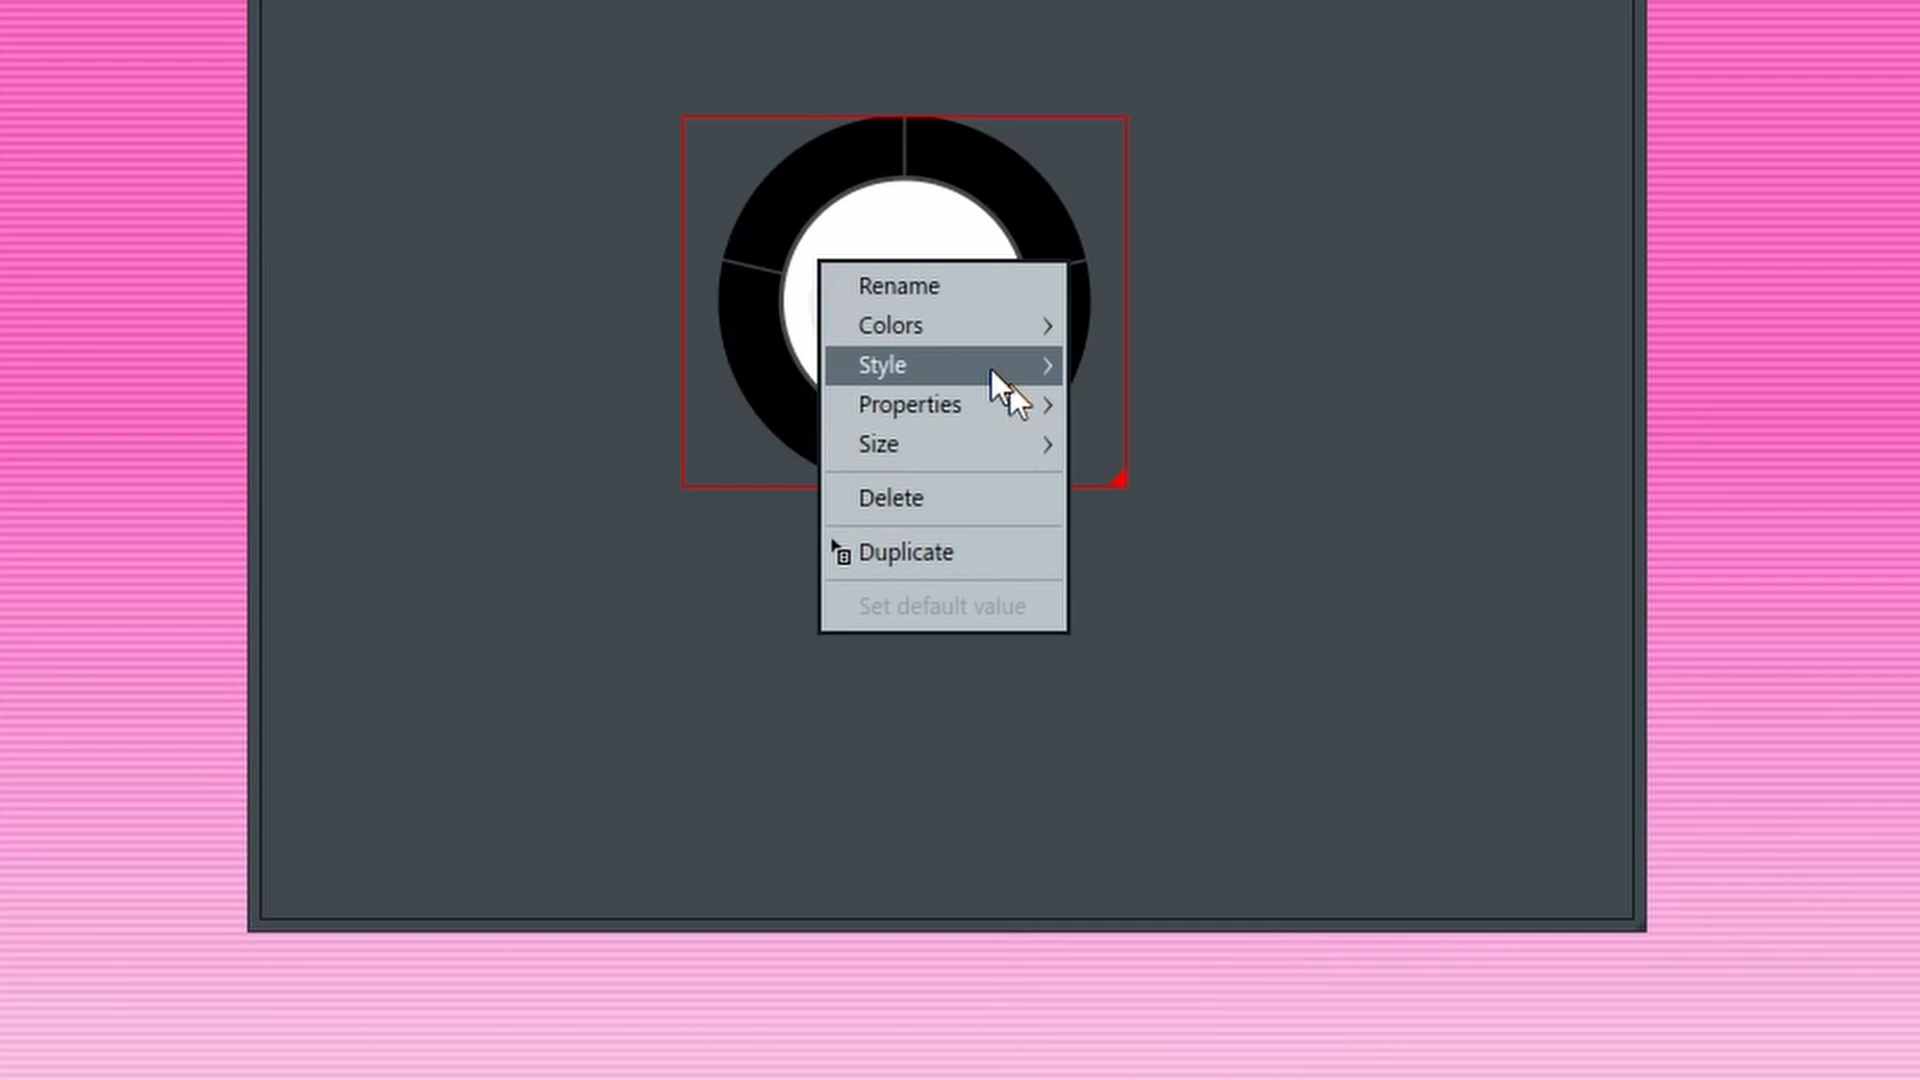 Rename
Colors
Style
Properties
Size
Delete
Duplicate
Set default value